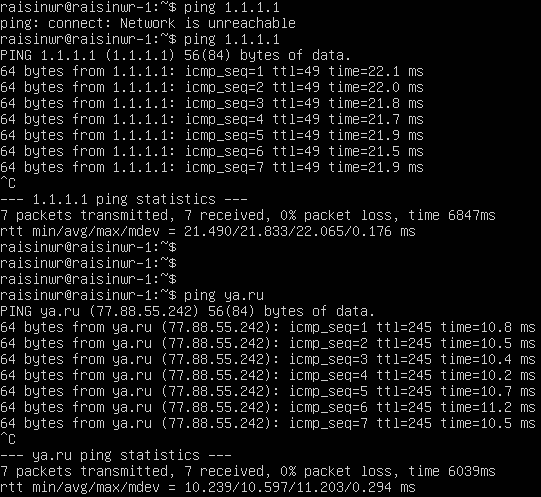 raisinwr@raisinwr-1:~$ ping 1.1.1.1
ping: connect: Network is unreachable
raisinwr@raisinwr-1:~$ ping 1.1.1.1
PING 1.1.1.1 (1.1.1.1) 56(84) bytes of data.
64 bytes from 1.1.1.1: icmp_seq=1 ttl=49 time=22.1 ms
64 bytes from 1.1.1.1: icmp_seq=2 ttl=49 time=22.0 ms
64 bytes from 1.1.1.1: icmp_seq=3 ttl=49 time=21.8 ms
64 bytes from 1.1.1.1: icmp_seq=4 ttl=49 time=21.7 ms
64 bytes from 1.1.1.1: icmp_seq=5 ttl=49 time=21.9 ms
64 bytes from 1.1.1.1: icmp_seq=6 ttl=49 time=21.5 ms
64 bytes from 1.1.1.1: icmp_seq=7 ttl=49 time=21.9 ms
^C
--- 1.1.1.1 ping statistics ---
7 packets transmitted, 7 received, 0% packet loss, time 6847ms
rtt min/avg/max/mdev = 21.490/21.833/22.065/0.176 ms
raisinwr@raisinwr-1:~$
raisinwr@raisinwr-1:~$
raisinwr@raisinwr-1:~$
raisinwr@raisinwr-1:~$ ping ya.ru
PING ya.ru (77.88.55.242) 56(84) bytes of data.
64 bytes from ya.ru (77.88.55.242): icmp_seq=1 ttl=245 time=10.8 ms
64 bytes from ya.ru (77.88.55.242): icmp_seq=2 ttl=245 time=10.5 ms
64 bytes from ya.ru (77.88.55.242): icmp_seq=3 ttl=245 time=10.4 ms
64 bytes from ya.ru (77.88.55.242): icmp_seq=4 ttl=245 time=10.2 ms
64 bytes from ya.ru (77.88.55.242): icmp_seq=5 ttl=245 time=10.7 ms
64 bytes from ya.ru (77.88.55.242): icmp_seq=6 ttl=245 time=11.2 ms
64 bytes from ya.ru (77.88.55.242): icmp_seq=7 ttl=245 time=10.5 ms
^C
--- ya.ru ping statistics ---
7 packets transmitted, 7 received, 0% packet loss, time 6039ms
rtt min/avg/max/mdev = 10.239/10.597/11.203/0.294 ms